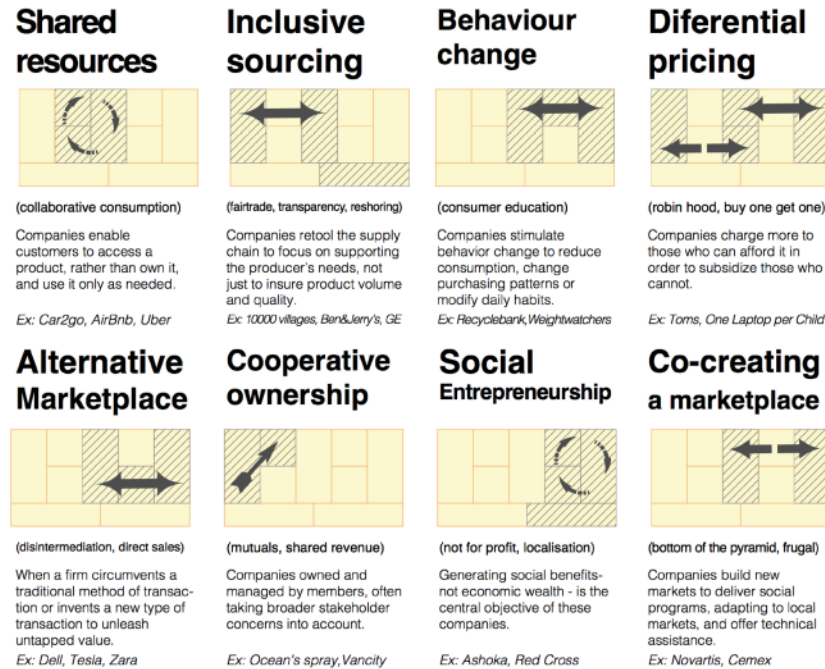 Shared
resources
(collaborative consumption)
Companies enable
customers to access a
product, rather than own it,
and use it only as needed.
Ex: Car2go, AirBnb, Uber
Inclusive
sourcing
(fairtrade, transparency, reshoring)
Companies retool the supply
chain to focus on supporting
the producer's needs, not
just to insure product volume
and quality.
Ex: 10000 villages, Ben&Jerry's, GE
Behaviour
change
(consumer education)
Companies stimulate
behavior change to reduce
consumption, change
purchasing patterns or
modify daily habits.
Ex: Recyclebank,Weightwatchers
Diferential
pricing
(robin hood, buy one get one)
Companies charge more to
those who can afford it in
order to subsidize those who
cannot.
Ex: Toms, One Laptop per Child
Alternative
Marketplace
(disintermediation, direct sales)
When a firm circumvents a
traditional method of transac-
tion or invents a new type of
transaction to unleash
untapped value.
Ex: Dell, Tesla, Zara
Cooperative
ownership
(mutuals, shared revenue)
Companies owned and
managed by members, often
taking broader stakeholder
concerns into account.
Ex: Ocean's spray,Vancity
Social
Entrepreneurship
(not for profit, localisation)
Generating social benefits-
not economic wealth - is the
central objective of these
companies.
Ex: Ashoka, Red Cross
Co-creating
a marketplace
(bottom of the pyramid, frugal)
Companies build new
markets to deliver social
programs, adapting to local
markets, and offer technical
assistance.
Ex: Novartis, Cemex